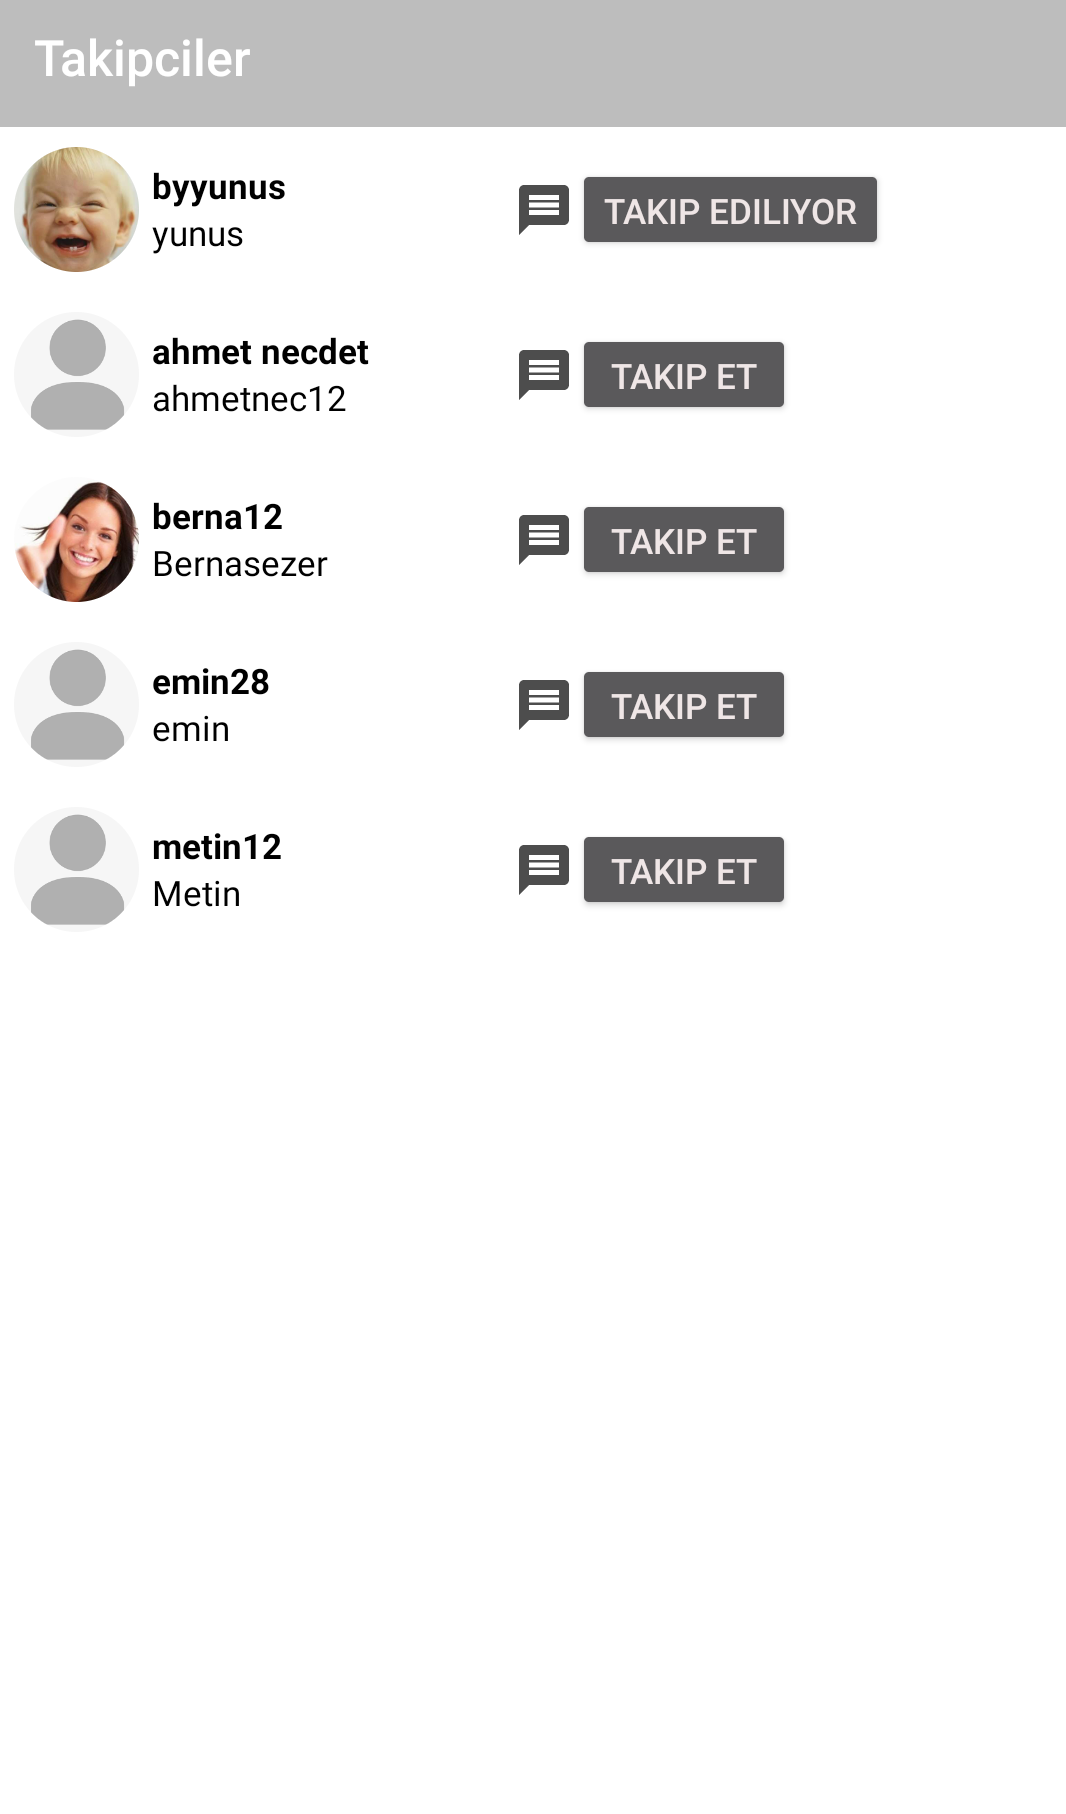 Takipciler
byyunus
yunus
TAKIP EDILIYOR
ahmet necdet
ahmetnec12
TAKIP ET
berna12
Bernasezer
TAKIP ET
emin28
emin
TAKIP ET
metin12
Metin
TAKIP ET